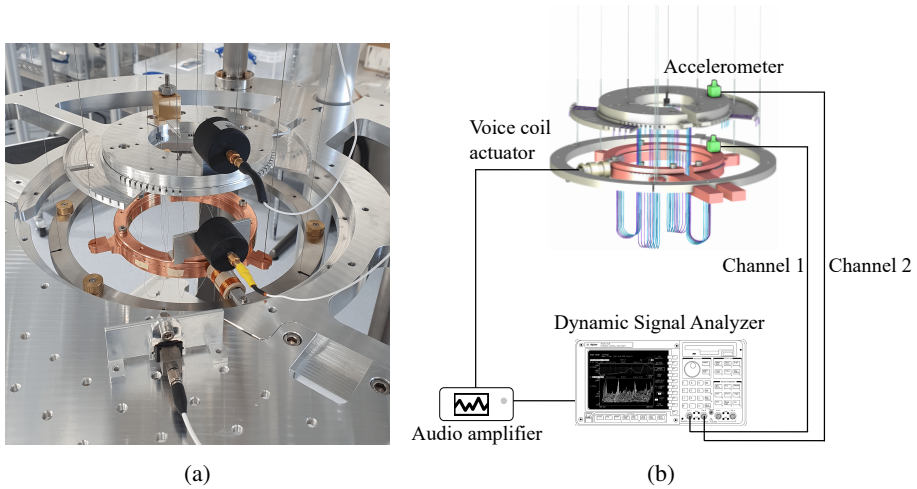 Accelerometer
Voice coil
actuator
Channel 1
Channel 2
Dynamic Signal Analyzer
Audio amplifier
(a)
(b)